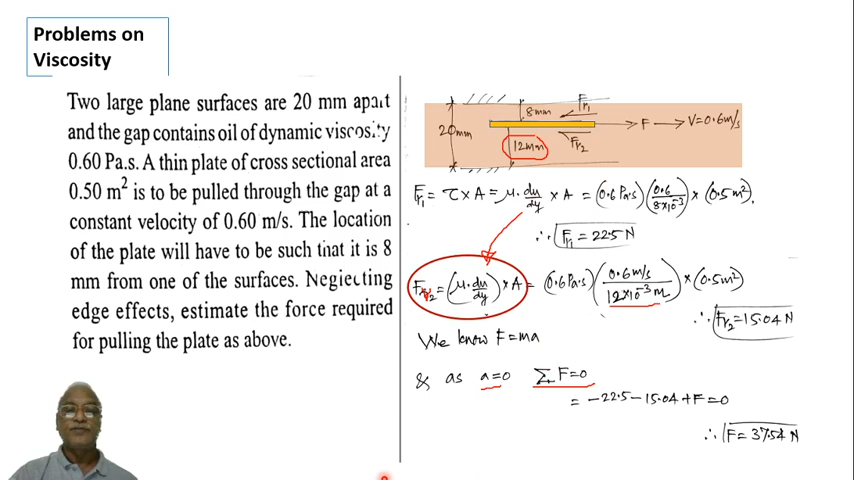 Problems on
Viscosity
Two large plane surfaces are 20 mm apart
and the gap contains oil of dynamic viscosity
0.60 Pa.s. A thin plate of cross sectional area
0.50 m² is to be pulled through the gap at a
constant velocity of 0.60 m/s. The location
of the plate will have to be such that it is 8
mm from one of the surfaces. Neglecting
edge effects, estimate the force required
for pulling the plate as above.
20mm
8mm
Fr₁
12mm
Fr₂
F
V=0.6m/s
Fr₁ = τ×A = μ·du/dy × A = (0.6 Pa·s)(0.6/8×10⁻³) × (0.5m²).
∴ Fr₁ = 22.5 N
Fr₂ = (μ·du/dy) × A = (0.6 Pa·s)(0.6 m/s / 12×10⁻³ m) × (0.5m²)
∴ Fr₂ = 15.04 N
We know F=ma
& as a=0 ΣF=0
= -22.5-15.04+F=0
∴ F = 37.54 N